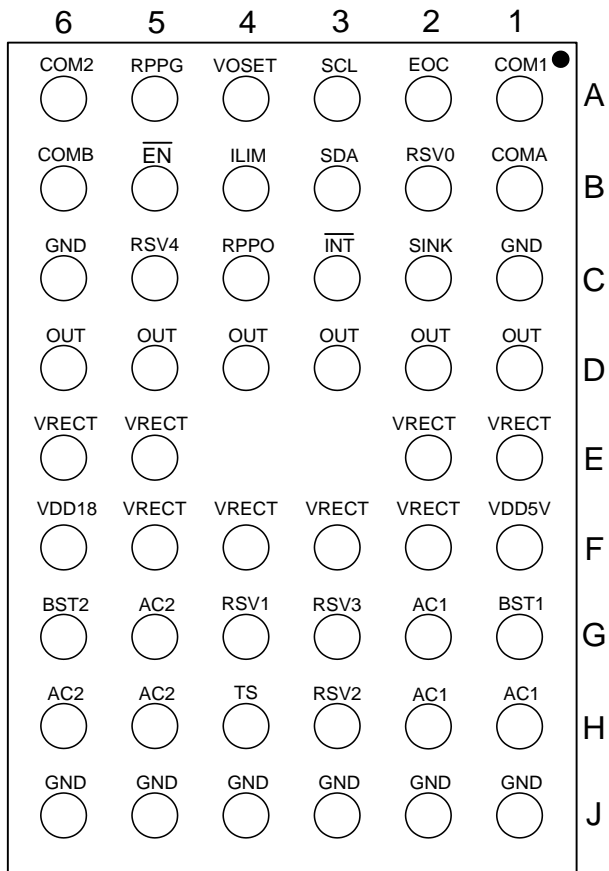 6 5 4 3 2 1
COM2 RPPG VOSET SCL EOC COM1
A
COMB EN ILIM SDA RSV0 COMA
B
GND RSV4 RPPO INT SINK GND
C
OUT OUT OUT OUT OUT OUT
D
VRECT VRECT VRECT VRECT
E
VDD18 VRECT VRECT VRECT VRECT VDD5V
F
BST2 AC2 RSV1 RSV3 AC1 BST1
G
AC2 AC2 TS RSV2 AC1 AC1
H
GND GND GND GND GND GND
J